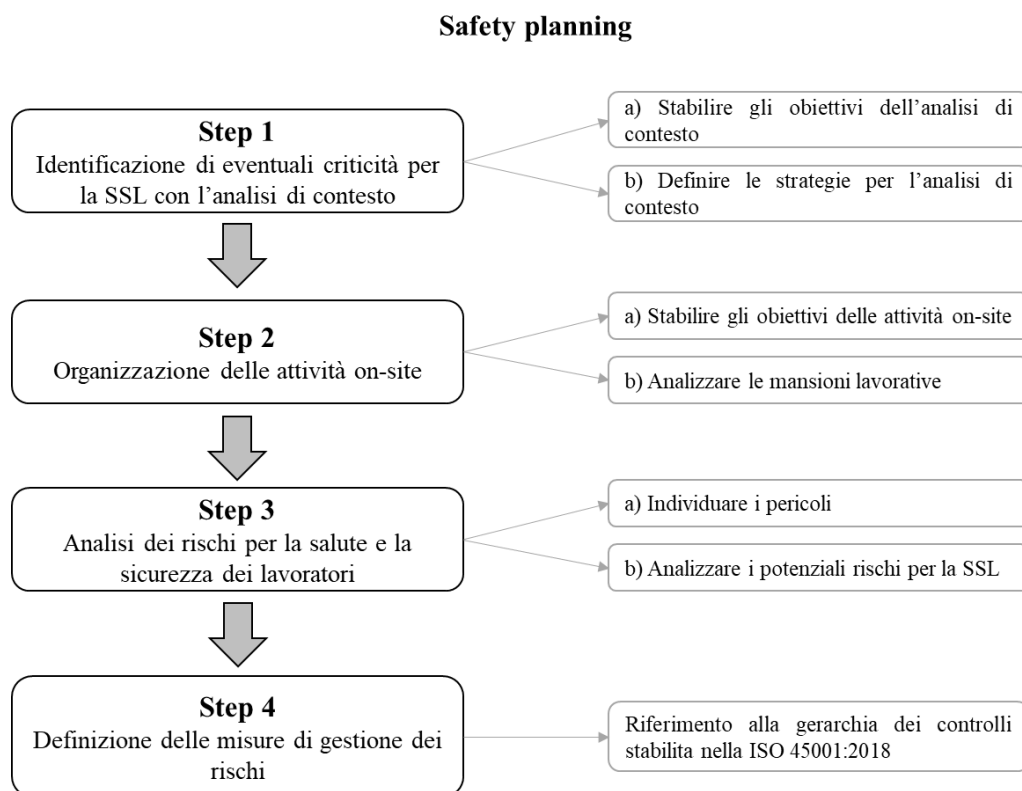 Safety planning
Step 1
Identificazione di eventuali criticità per
la SSL con l'analisi di contesto
a) Stabilire gli obiettivi dell'analisi di
contesto
b) Definire le strategie per l'analisi di
contesto
Step 2
Organizzazione delle attività on-site
a) Stabilire gli obiettivi delle attività on-site
b) Analizzare le mansioni lavorative
Step 3
Analisi dei rischi per la salute e la
sicurezza dei lavoratori
a) Individuare i pericoli
b) Analizzare i potenziali rischi per la SSL
Step 4
Definizione delle misure di gestione dei
rischi
Riferimento alla gerarchia dei controlli
stabilita nella ISO 45001:2018